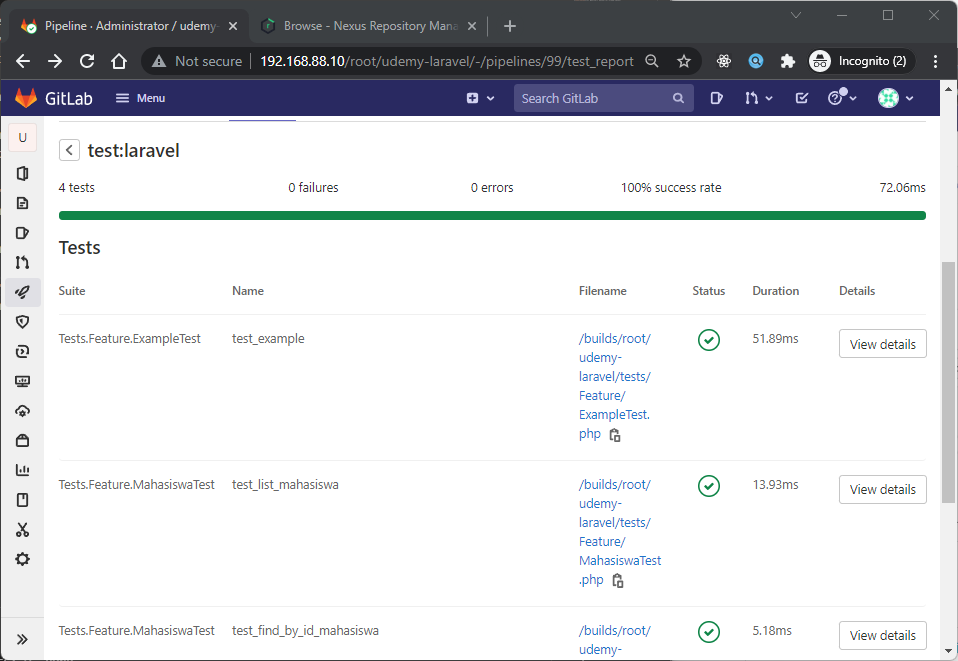 Pipeline · Administrator / udemy-
Browse - Nexus Repository Mana
Not secure
192.168.88.10/root/udemy-laravel/-/pipelines/99/test_report
Incognito (2)
GitLab
Menu
Search GitLab
U
test:laravel
4 tests 0 failures 0 errors 100% success rate 72.06ms
Tests
Suite Name Filename Status Duration Details
Tests.Feature.ExampleTest test_example /builds/root/ 51.89ms View details
udemy-
laravel/tests/
Feature/
ExampleTest.
php
Tests.Feature.MahasiswaTest test_list_mahasiswa /builds/root/ 13.93ms View details
udemy-
laravel/tests/
Feature/
MahasiswaTest
.php
Tests.Feature.MahasiswaTest test_find_by_id_mahasiswa /builds/root/ 5.18ms View details
udemy-